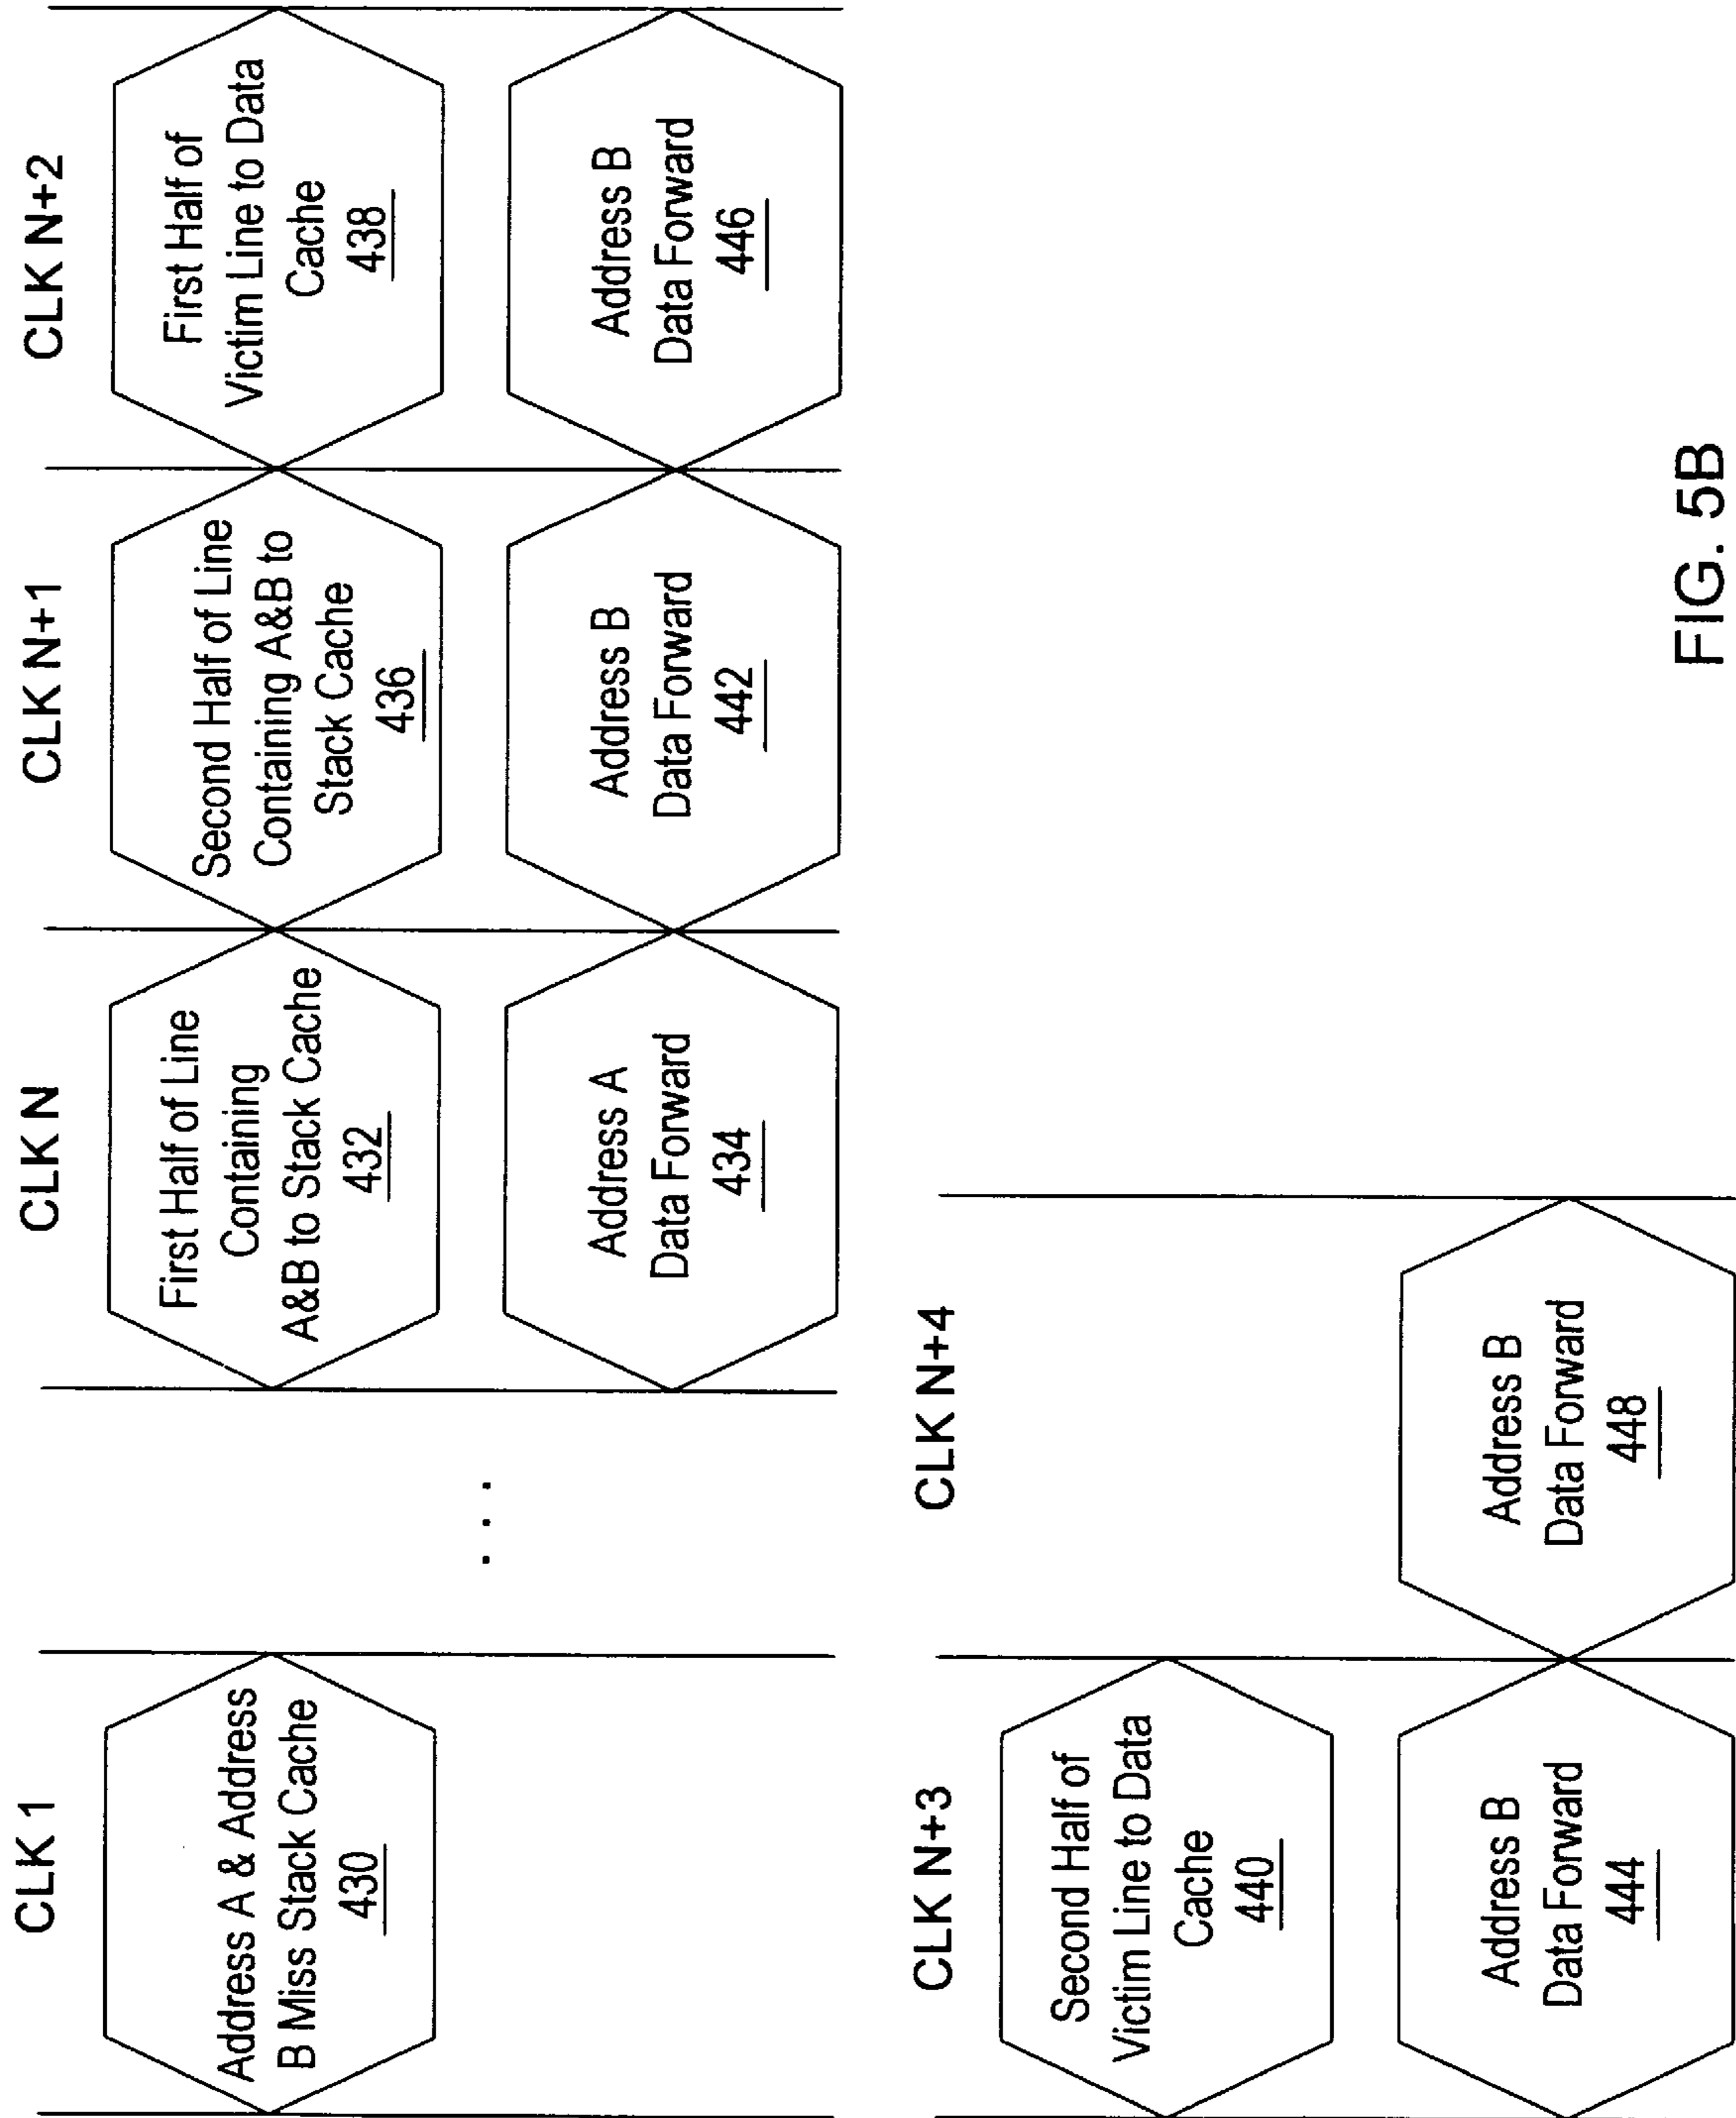 CLK 1
Address A & Address
B Miss Stack Cache
430
. . .
CLK N
First Half of Line
Containing
A&B to Stack Cache
432
Address A
Data Forward
434
CLK N+1
Second Half of Line
Containing A&B to
Stack Cache
436
Address B
Data Forward
442
CLK N+2
First Half of
Victim Line to Data
Cache
438
Address B
Data Forward
446
CLK N+3
Second Half of
Victim Line to Data
Cache
440
Address B
Data Forward
444
CLK N+4
Address B
Data Forward
448
FIG. 5B